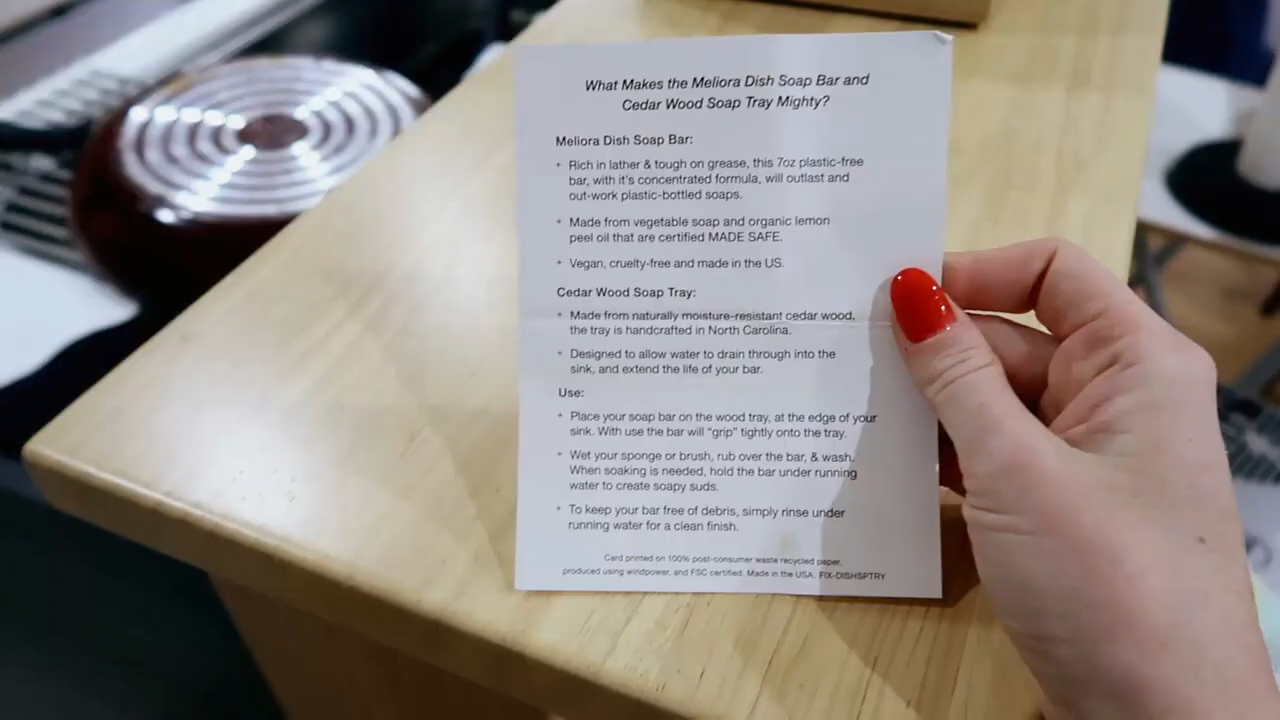 What Makes the Meliora Dish Soap Bar and
Cedar Wood Soap Tray Mighty?
Meliora Dish Soap Bar:
+ Rich in lather & tough on grease, this 7oz plastic-free
bar, with it's concentrated formula, will outlast and
out-work plastic-bottled soaps.
+ Made from vegetable soap and organic lemon
peel oil that are certified MADE SAFE.
+ Vegan, cruelty-free and made in the US.
Cedar Wood Soap Tray:
+ Made from naturally moisture-resistant cedar wood,
the tray is handcrafted in North Carolina.
+ Designed to allow water to drain through into the
sink, and extend the life of your bar.
Use:
+ Place your soap bar on the wood tray, at the edge of your
sink. With use the bar will "grip" tightly onto the tray.
+ Wet your sponge or brush, rub over the bar, & wash.
When soaking is needed, hold the bar under running
water to create soapy suds.
+ To keep your bar free of debris, simply rinse under
running water for a clean finish.
Card printed on 100% post-consumer waste recycled paper,
produced using windpower, and FSC certified. Made in the USA. FIX-DISHSPTRY